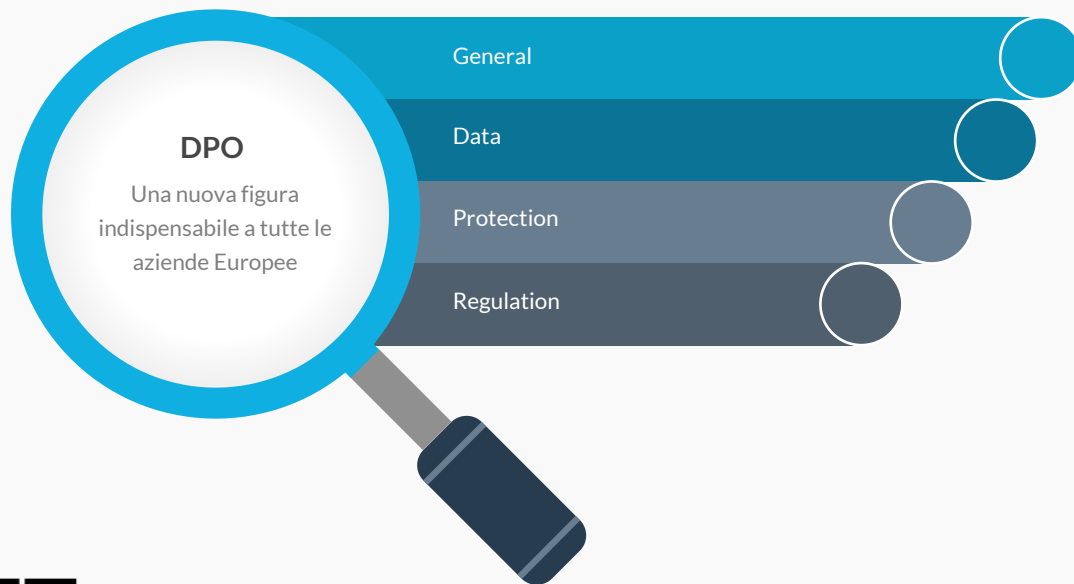 DPO
Una nuova figura
indispensabile a tutte le
aziende Europee
General
Data
Protection
Regulation